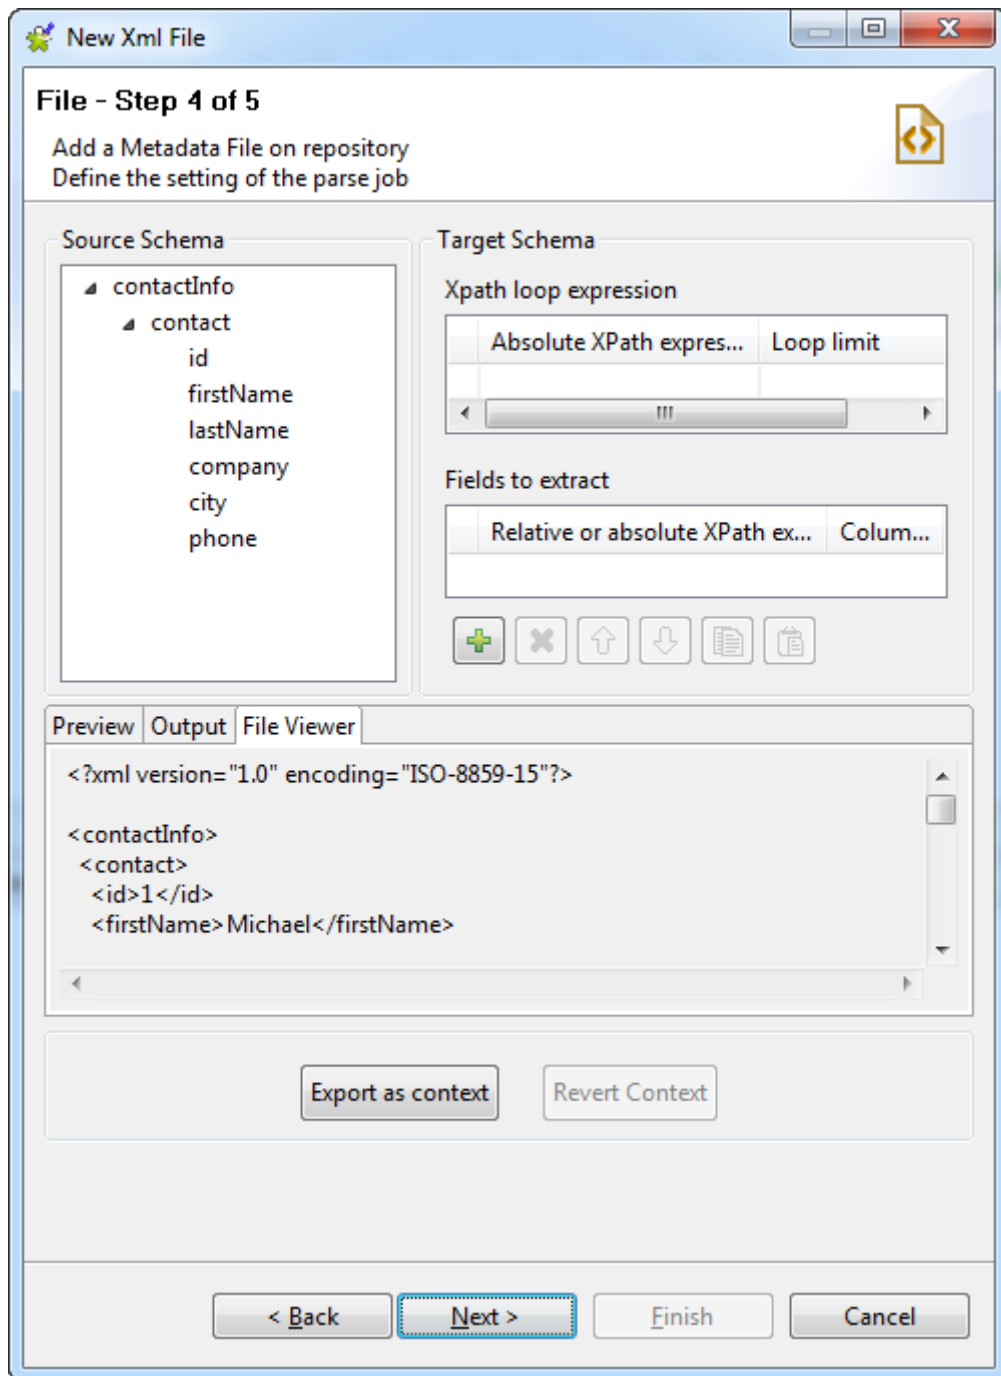 New Xml File
File - Step 4 of 5
Add a Metadata File on repository
Define the setting of the parse job
Source Schema
contactInfo
contact
id
firstName
lastName
company
city
phone
Target Schema
Xpath loop expression
Absolute XPath expres... Loop limit
Fields to extract
Relative or absolute XPath ex... Colum...
Preview Output File Viewer
<?xml version="1.0" encoding="ISO-8859-15"?>
<contactInfo>
<contact>
<id>1</id>
<firstName>Michael</firstName>
Export as context Revert Context
< Back Next > Finish Cancel